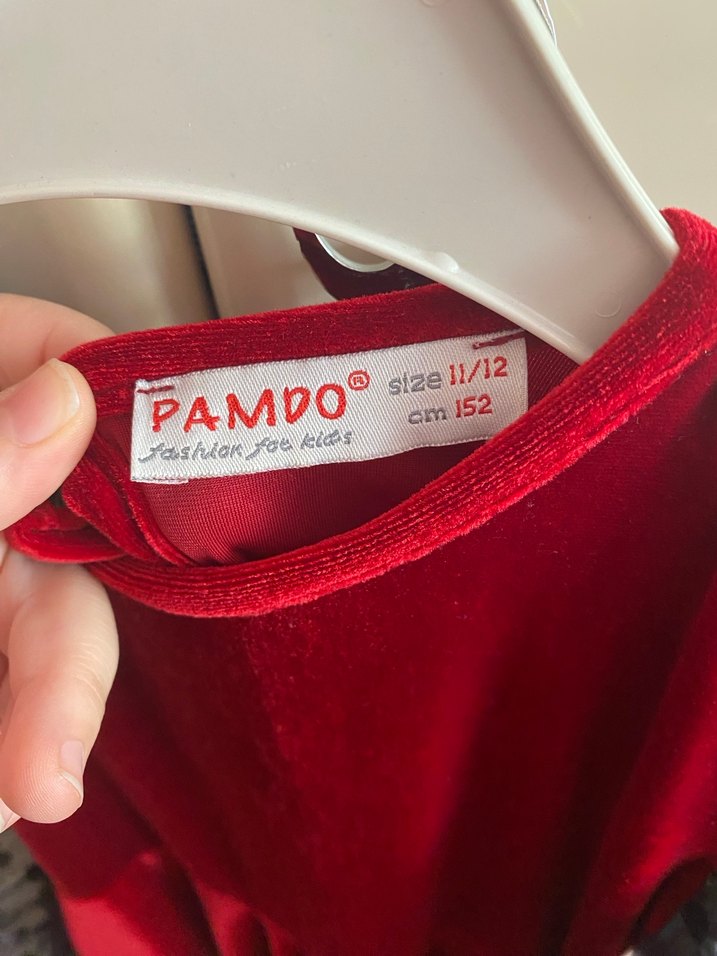 PAMDO® size 11/12
fashion for kids cm 152